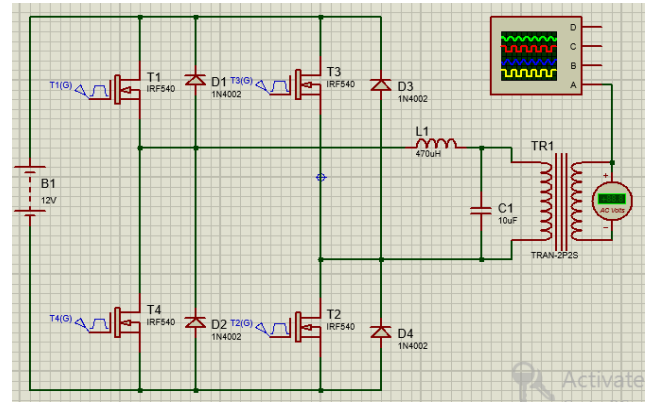 D
C
B
A
T1(G)
T1
IRF540
D1
1N4002
T3(G)
T3
IRF540
D3
1N4002
L1
470uH
TR1
TRAN-2P2S
B1
12V
C1
10uF
+
AC Volts
T4(G)
T4
IRF540
D2
1N4002
T2(G)
T2
IRF540
D4
1N4002
Activate